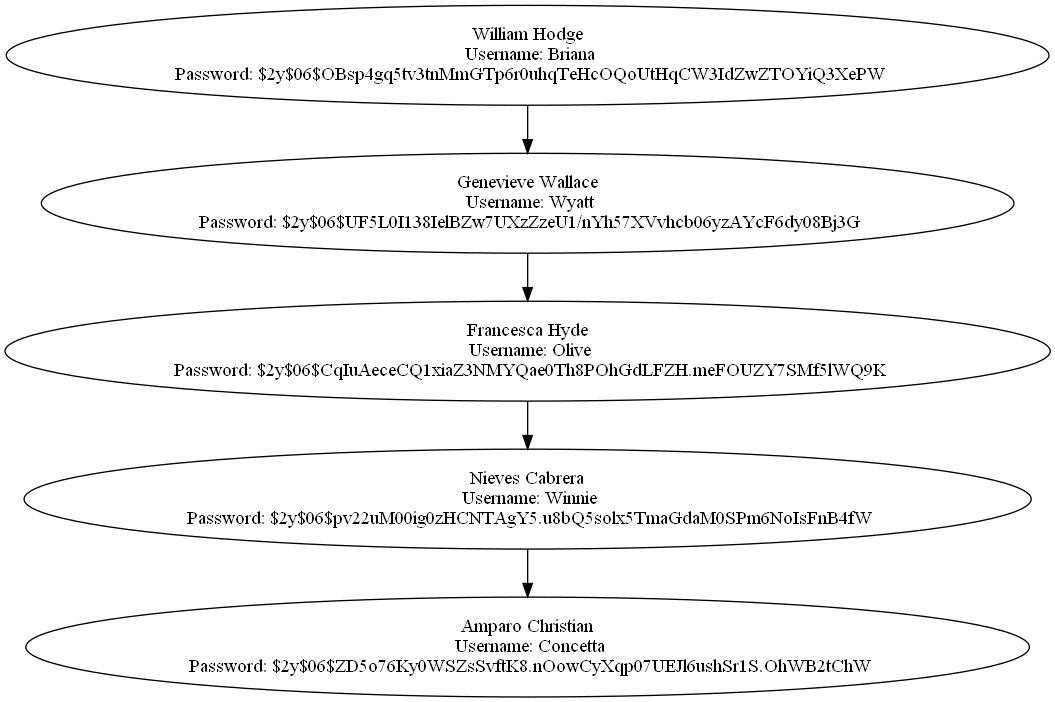 William Hodge
Username: Briana
Password: $2y$06$OBsp4gq5tv3tnMmGTp6r0uhqTeHcOQoUtHqCW3IdZwZTOYiQ3XePW
Genevieve Wallace
Username: Wyatt
Password: $2y$06$UF5L0I138IelBZw7UXzZzeU1/nYh57XVvhcb06yzAYcF6dy08Bj3G
Francesca Hyde
Username: Olive
Password: $2y$06$CqIuAeceCQ1xiaZ3NMYQae0Th8POhGdLFZH.meFOUZY7SMf5lWQ9K
Nieves Cabrera
Username: Winnie
Password: $2y$06$pv22uM00ig0zHCNTAgY5.u8bQ5solx5TmaGdaM0SPm6NoIsFnB4fW
Amparo Christian
Username: Concetta
Password: $2y$06$ZD5o76Ky0WSZsSvftK8.nOowCyXqp07UEJl6ushSr1S.OhWB2tChW